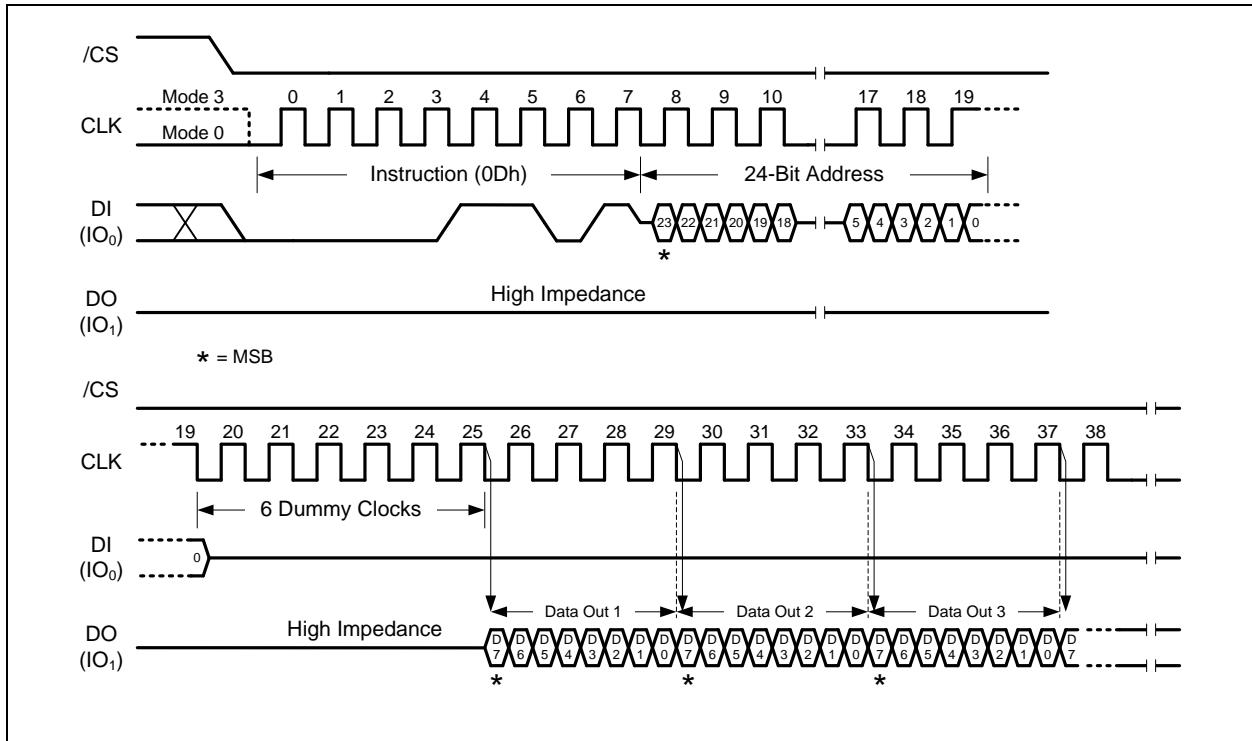 /CS
Mode 3 0 1 2 3 4 5 6 7 8 9 10 17 18 19
CLK
Mode 0
Instruction (0Dh) 24-Bit Address
DI
(IO0) 23 22 21 20 19 18 5 4 3 2 1 0
*
High Impedance
DO
(IO1)
* = MSB
/CS
19 20 21 22 23 24 25 26 27 28 29 30 31 32 33 34 35 36 37 38
CLK
6 Dummy Clocks
DI
(IO0) 0
Data Out 1 Data Out 2 Data Out 3
High Impedance
DO
(IO1) D7 D6 D5 D4 D3 D2 D1 D0 D7 D6 D5 D4 D3 D2 D1 D0 D7 D6 D5 D4 D3 D2 D1 D0 D7
* * *